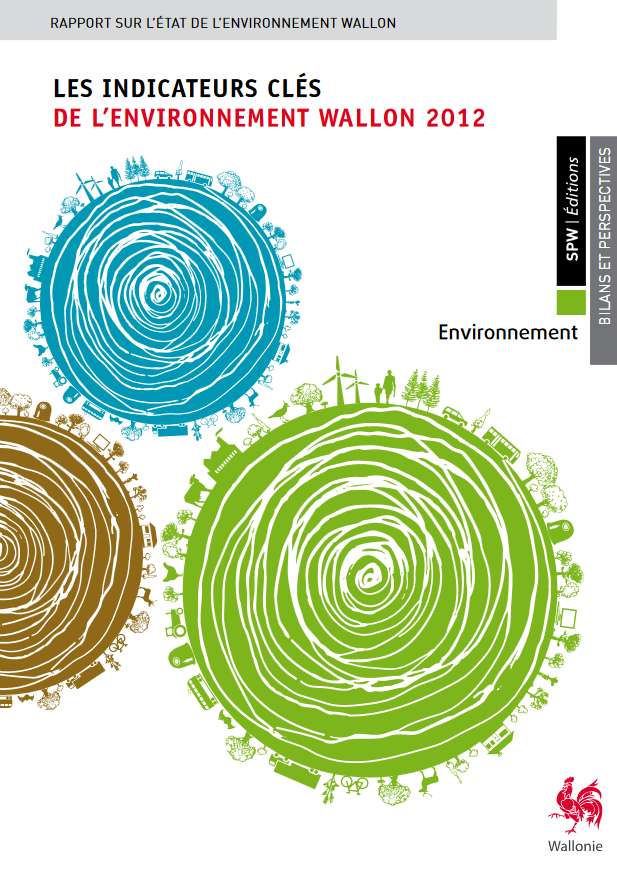 RAPPORT SUR L'ÉTAT DE L'ENVIRONNEMENT WALLON
LES INDICATEURS CLÉS
DE L'ENVIRONNEMENT WALLON 2012
SPW | Éditions
BILANS ET PERSPECTIVES
Environnement
Wallonie